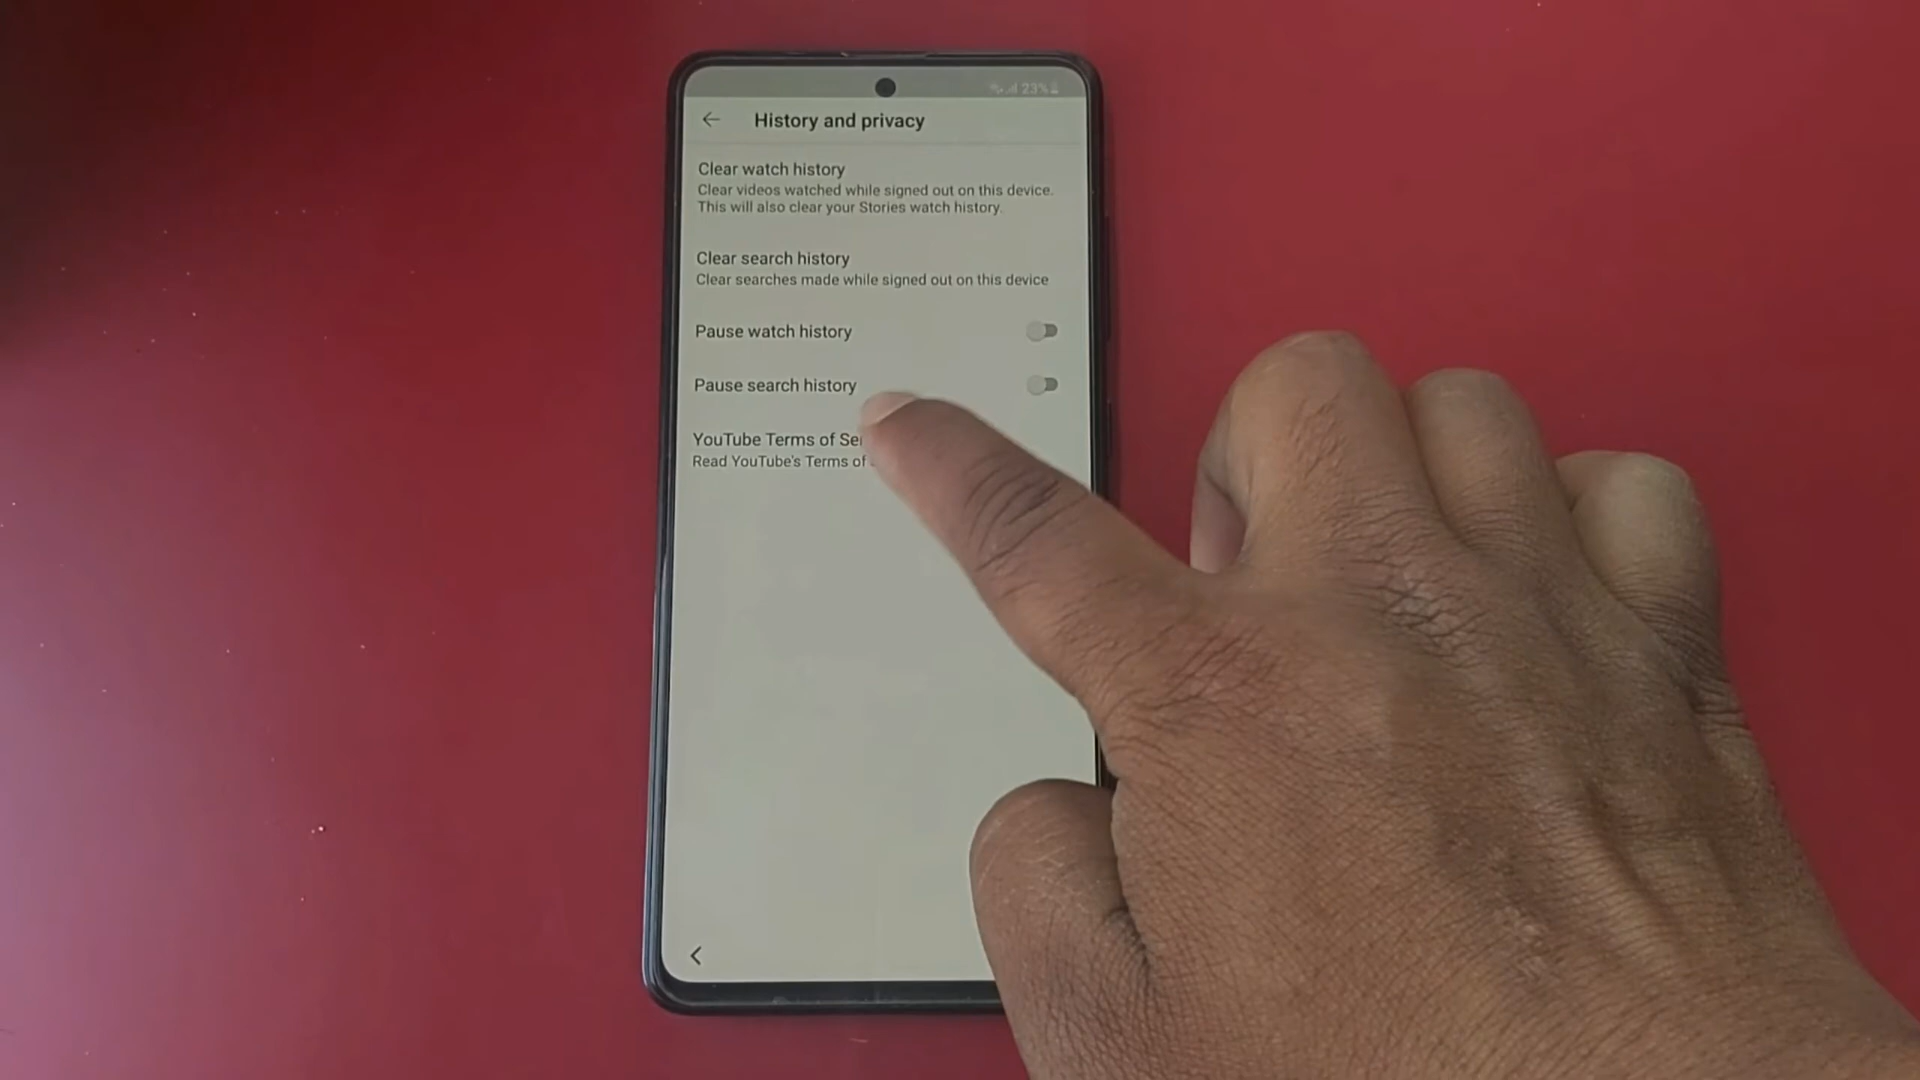 23%
History and privacy
Clear watch history
Clear videos watched while signed out on this device.
This will also clear your Stories watch history.
Clear search history
Clear searches made while signed out on this device
Pause watch history
Pause search history
YouTube Terms of
Read YouTube's Terms of